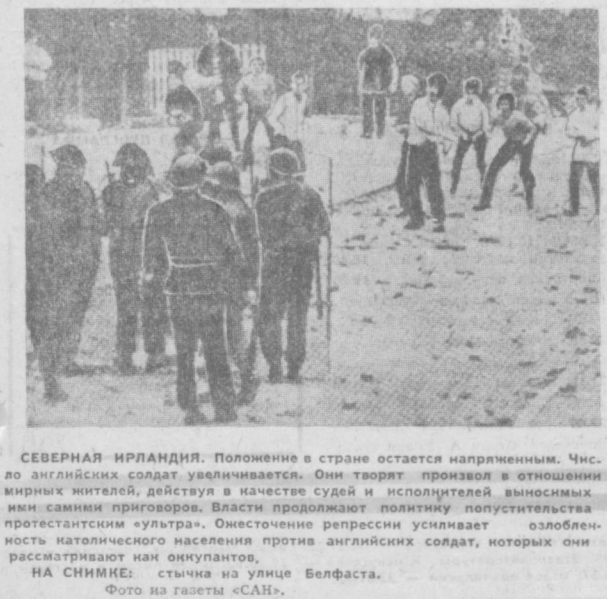 СЕВЕРНАЯ ИРЛАНДИЯ. Положение в стране остается напряженным. Чис-
ло английских солдат увеличивается. Они творят произвол в отношении
мирных жителей, действуя в качестве судей и исполнителей выносимых
ими самими приговоров. Власти продолжают политику попустительства
протестантским «ультра». Ожесточение репрессии усиливает озлоблен-
ность католического населения против английских солдат, которых они
рассматривают как оккупантов.
НА СНИМКЕ: стычка на улице Белфаста.
Фото из газеты «САН».